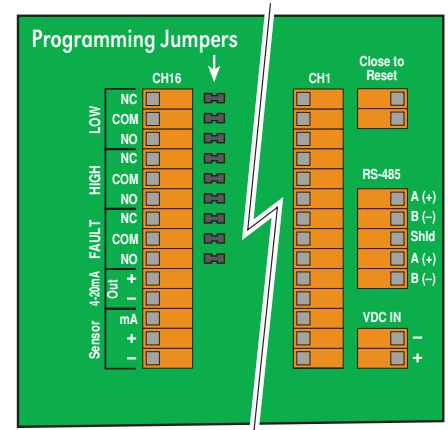 Programming Jumpers
CH16
CH1
Close to
Reset
LOW
NC
COM
NO
HIGH
NC
COM
NO
FAULT
NC
COM
NO
4-20mA
Out
+
–
Sensor
mA
+
–
RS-485
A (+)
B (–)
Shld
A (+)
B (–)
VDC IN
–
+